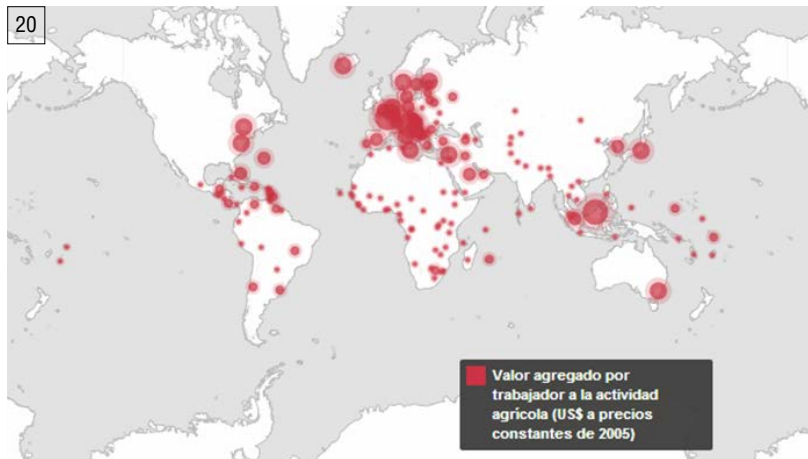 20
Valor agregado por
trabajador a la actividad
agrícola (US$ a precios
constantes de 2005)